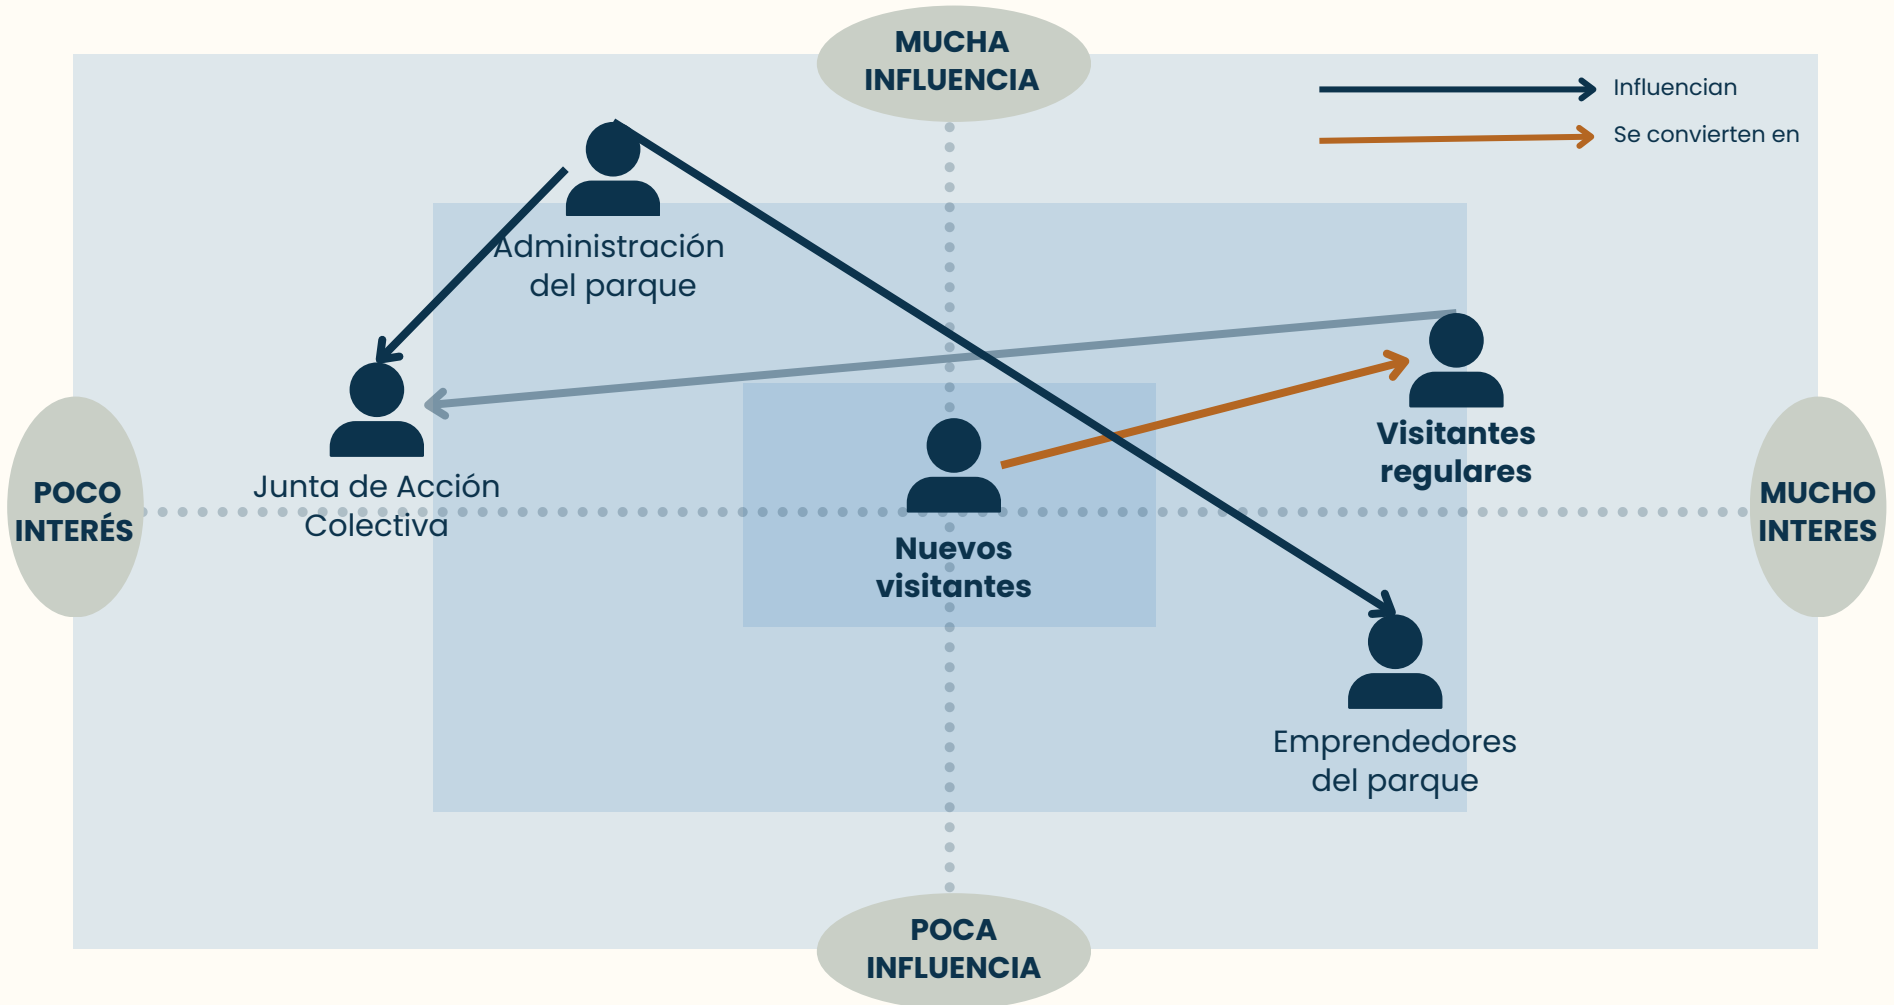 MUCHA
INFLUENCIA
Influencian
Se convierten en
Administración
del parque
Visitantes
regulares
Junta de Acción
Colectiva
POCO
INTERÉS
MUCHO
INTERES
Nuevos
visitantes
Emprendedores
del parque
POCA
INFLUENCIA